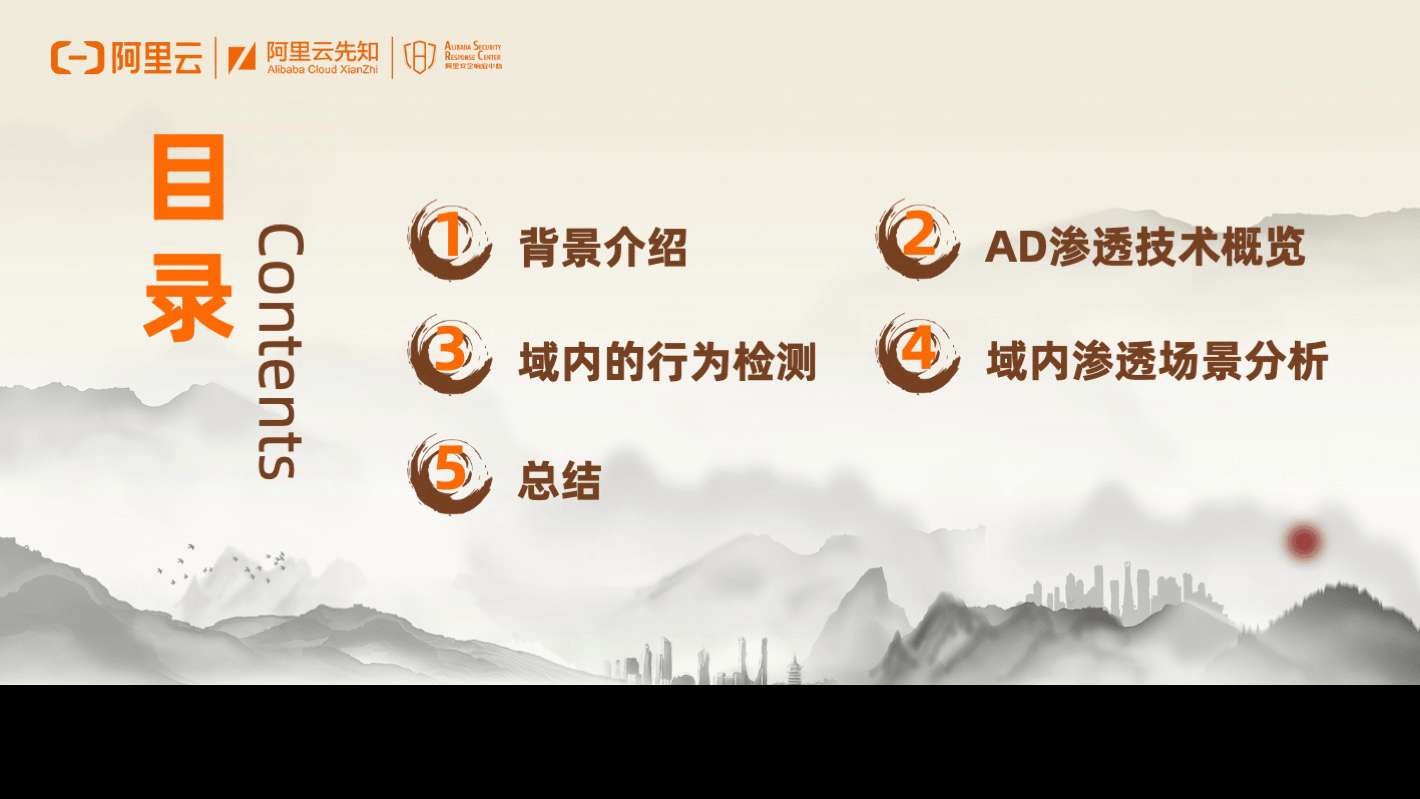 阿里云
阿里云先知
Alibaba Cloud XianZhi
ALIBABA SECURITY
RESPONSE CENTER
阿里安全响应中心
目录
Contents
1 背景介绍
2 AD渗透技术概览
3 域内的行为检测
4 域内渗透场景分析
5 总结